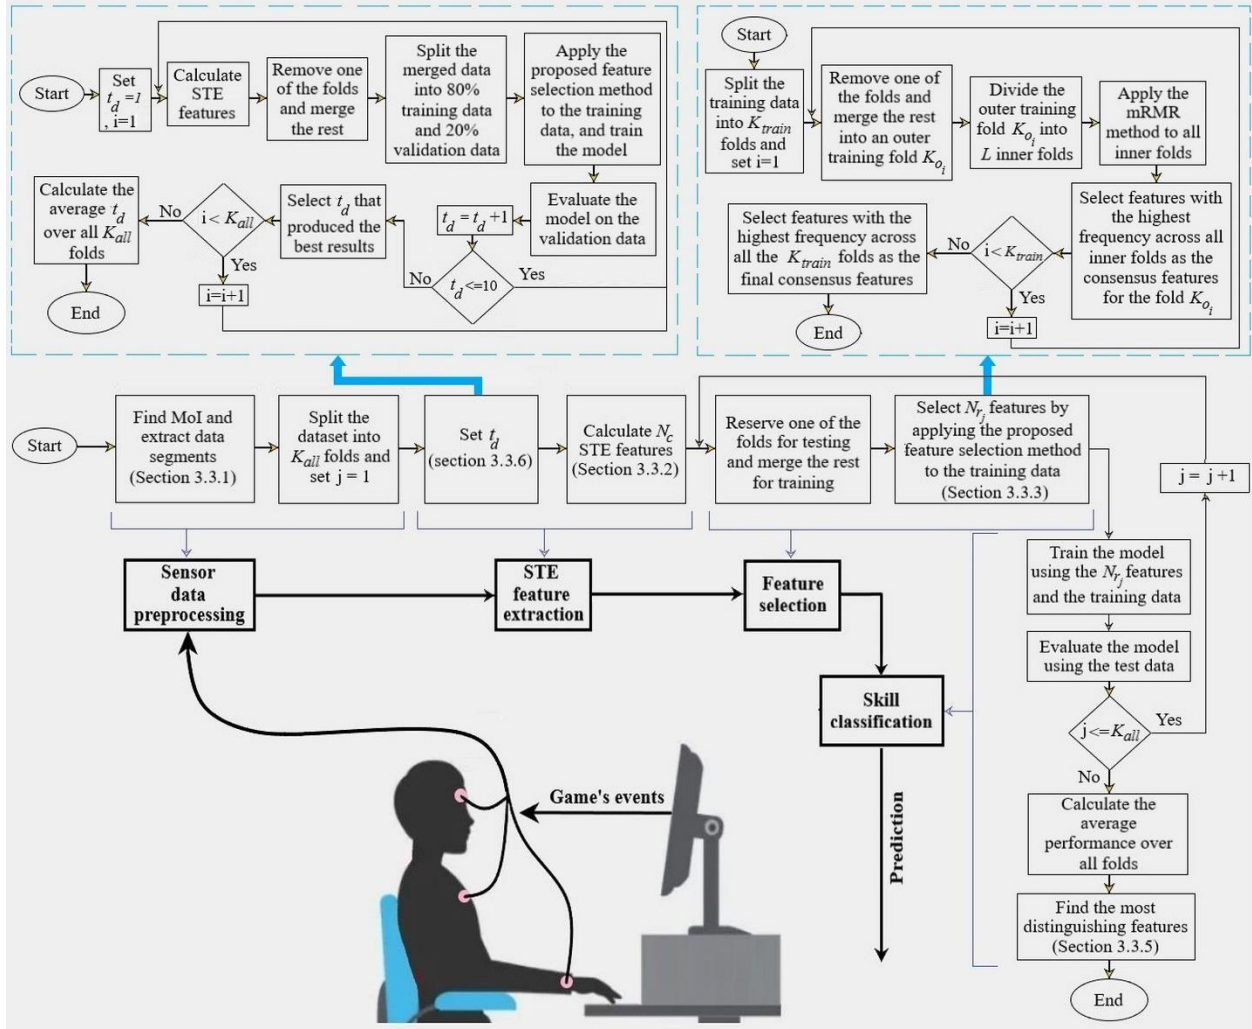 Start
Set
t_d =1
, i=1
Calculate
STE
features
Remove one
of the folds
and merge
the rest
Split the
merged data
into 80%
training data
and 20%
validation data
Apply the
proposed feature
selection method
to the training
data, and train
the model
Evaluate the
model on the
validation data
t_d = t_d +1
t_d <=10
Yes
No
Select t_d that
produced the
best results
i < K_all
Yes
i=i+1
No
Calculate the
average t_d
over all K_all
folds
End
Start
Split the
training data
into K_train
folds and
set i=1
Remove one of
the folds and
merge the rest
into an outer
training fold K_{o_i}
Divide the
outer training
fold K_{o_i} into
L inner folds
Apply the
mRMR
method to all
inner folds
Select features
with the
highest
frequency
across all
inner folds as the
consensus features
for the fold K_{o_i}
i < K_train
Yes
i=i+1
No
Select features with the
highest frequency across
all the K_train folds as the
final consensus features
End
Start
Find MoI and
extract data
segments
(Section 3.3.1)
Split the
dataset into
K_all folds and
set j = 1
Set t_d
(section 3.3.6)
Calculate N_c
STE features
(Section 3.3.2)
Reserve one of the
folds for testing
and merge the rest
for training
Select N_{r_j} features by
applying the proposed
feature selection method
to the training data
(Section 3.3.3)
j = j +1
Train the model
using the N_{r_j} features
and the training data
Evaluate the model
using the test data
j <= K_all
Yes
No
Calculate the
average
performance over
all folds
Find the most
distinguishing features
(Section 3.3.5)
End
Sensor
data
preprocessing
STE
feature
extraction
Feature
selection
Skill
classification
Game's events
Prediction